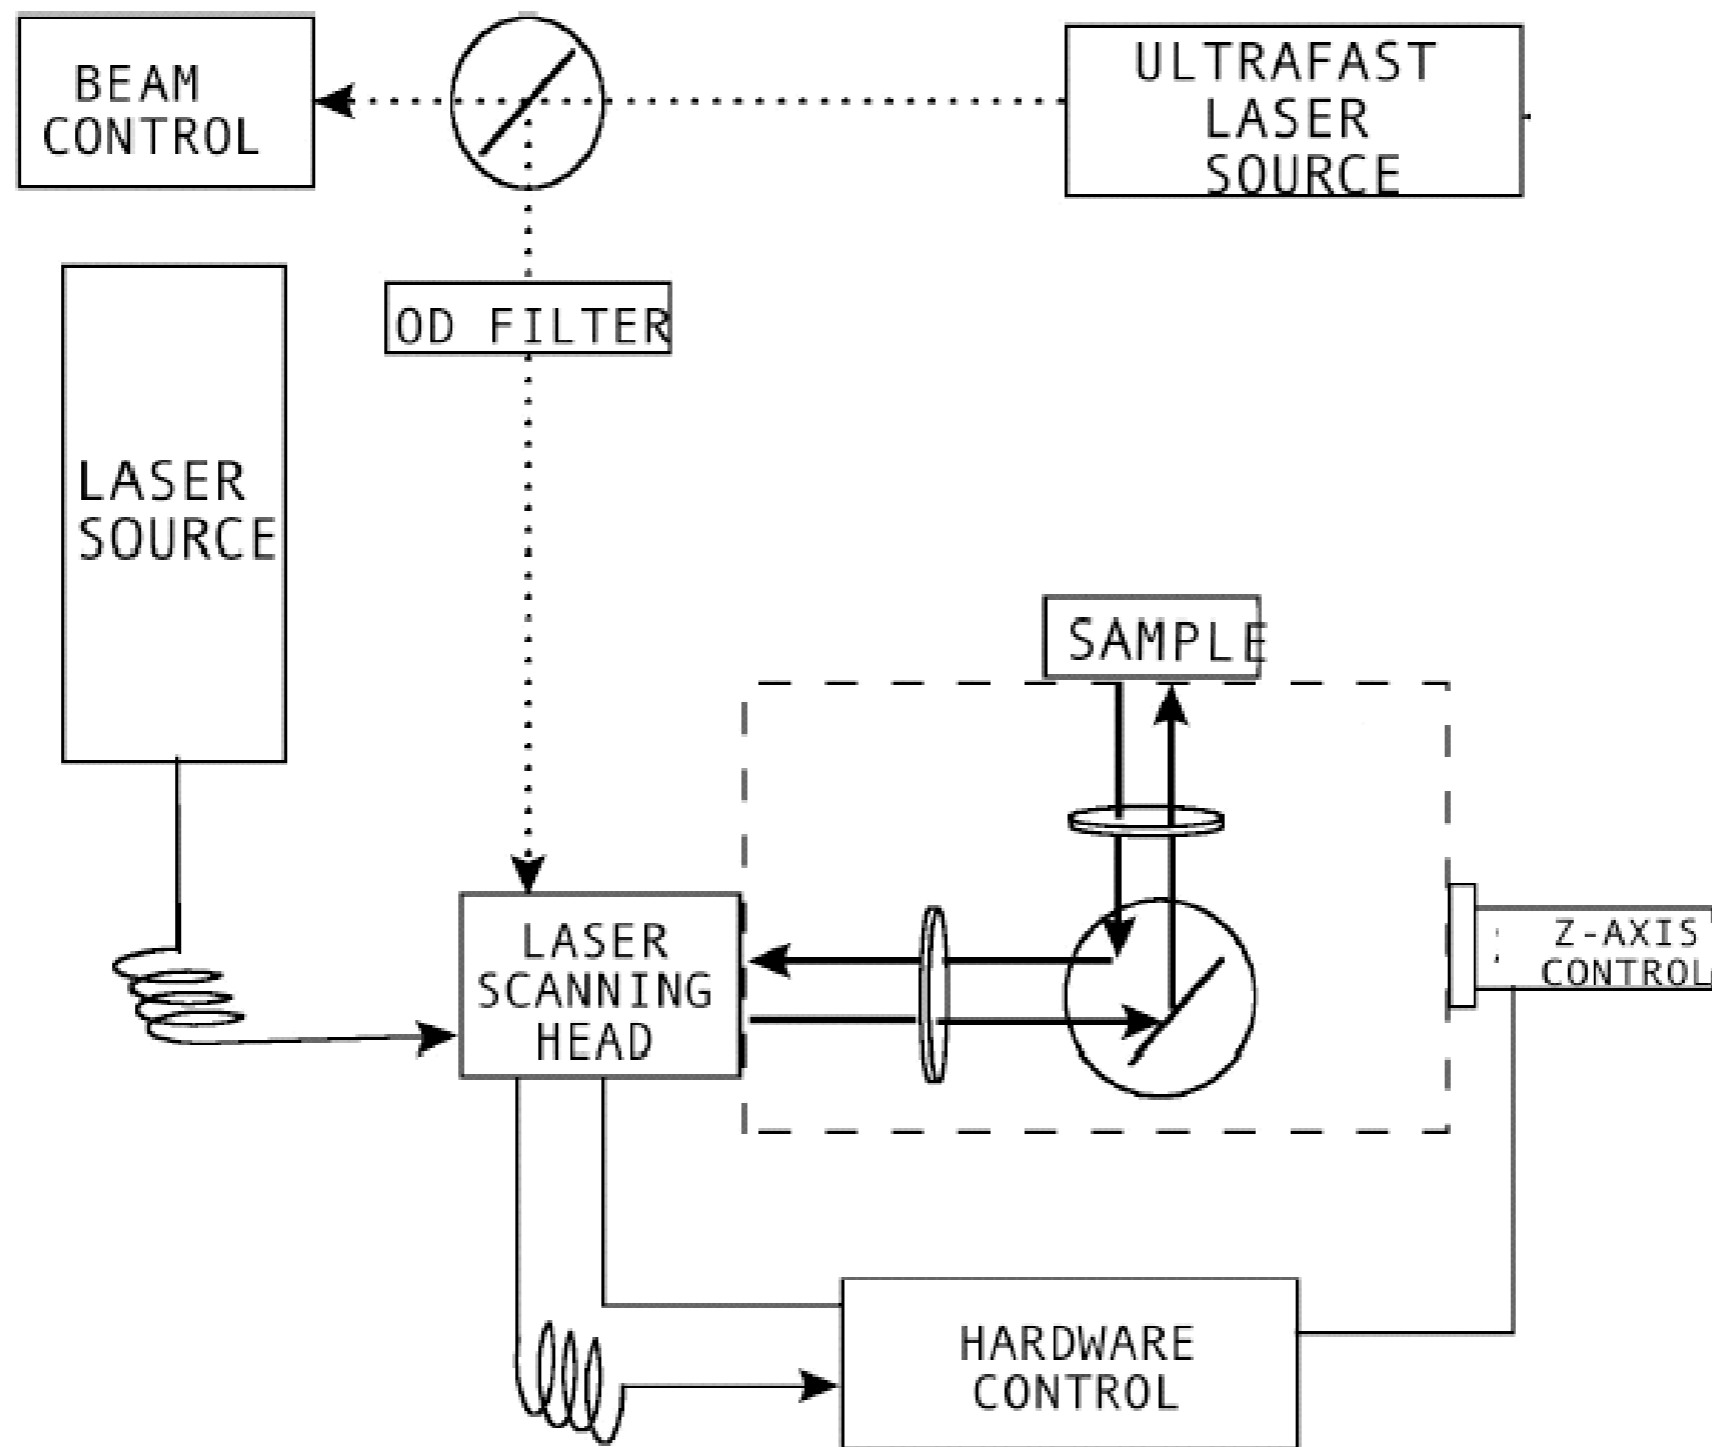 BEAM
CONTROL
ULTRAFAST
LASER
SOURCE
OD FILTER
LASER
SOURCE
SAMPLE
LASER
SCANNING
HEAD
Z-AXIS
CONTROL
HARDWARE
CONTROL